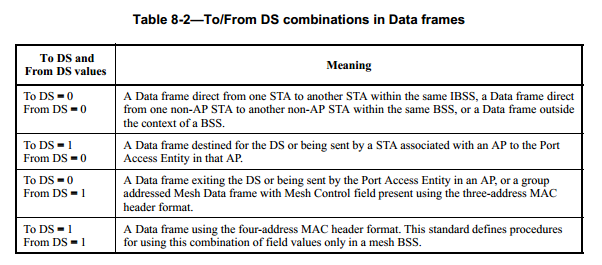 Table 8-2—To/From DS combinations in Data frames
To DS and
From DS values
Meaning
To DS = 0
From DS = 0
A Data frame direct from one STA to another STA within the same IBSS, a Data frame direct
from one non-AP STA to another non-AP STA within the same BSS, or a Data frame outside
the context of a BSS.
To DS = 1
From DS = 0
A Data frame destined for the DS or being sent by a STA associated with an AP to the Port
Access Entity in that AP.
To DS = 0
From DS = 1
A Data frame exiting the DS or being sent by the Port Access Entity in an AP, or a group
addressed Mesh Data frame with Mesh Control field present using the three-address MAC
header format.
To DS = 1
From DS = 1
A Data frame using the four-address MAC header format. This standard defines procedures
for using this combination of field values only in a mesh BSS.